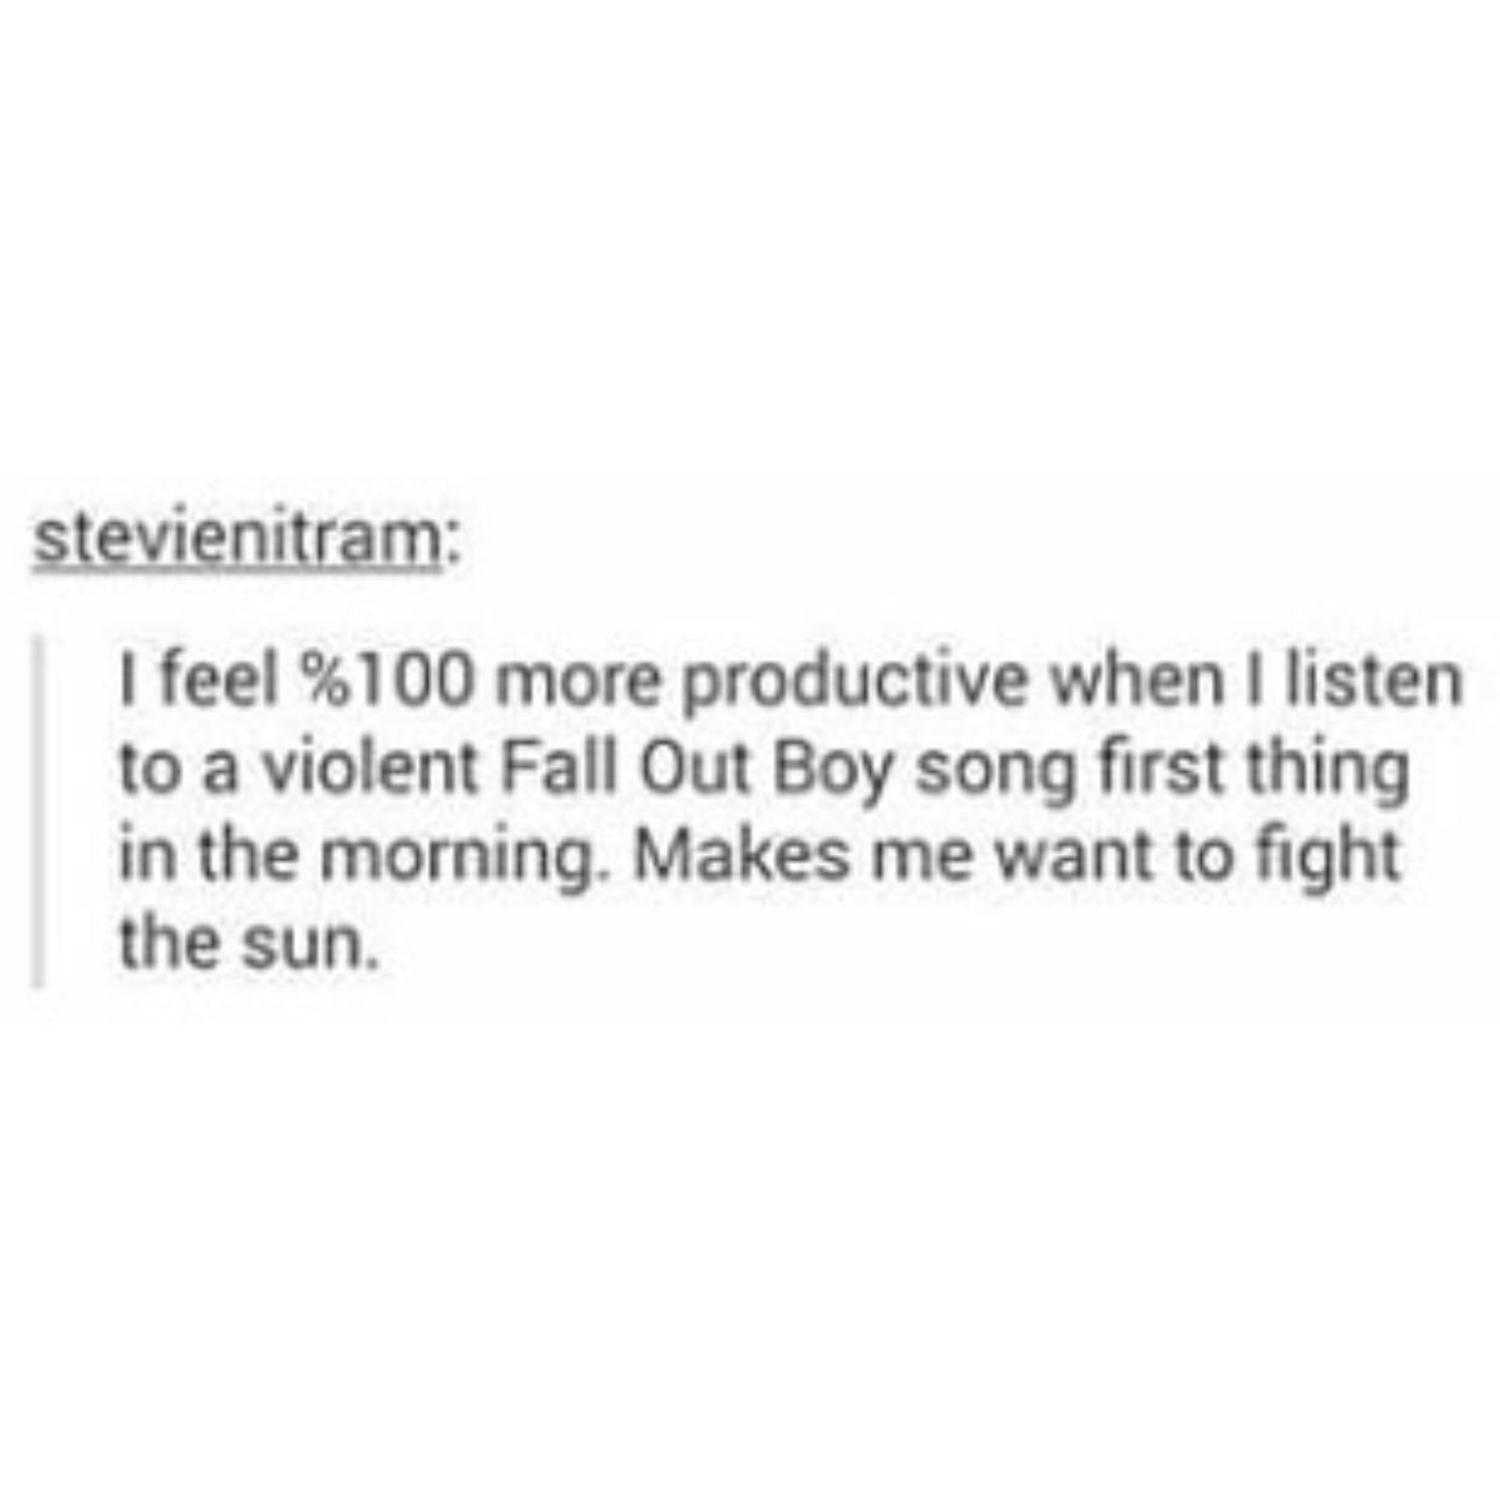 stevienitram:
I feel %100 more productive when I listen
to a violent Fall Out Boy song first thing
in the morning. Makes me want to fight
the sun.